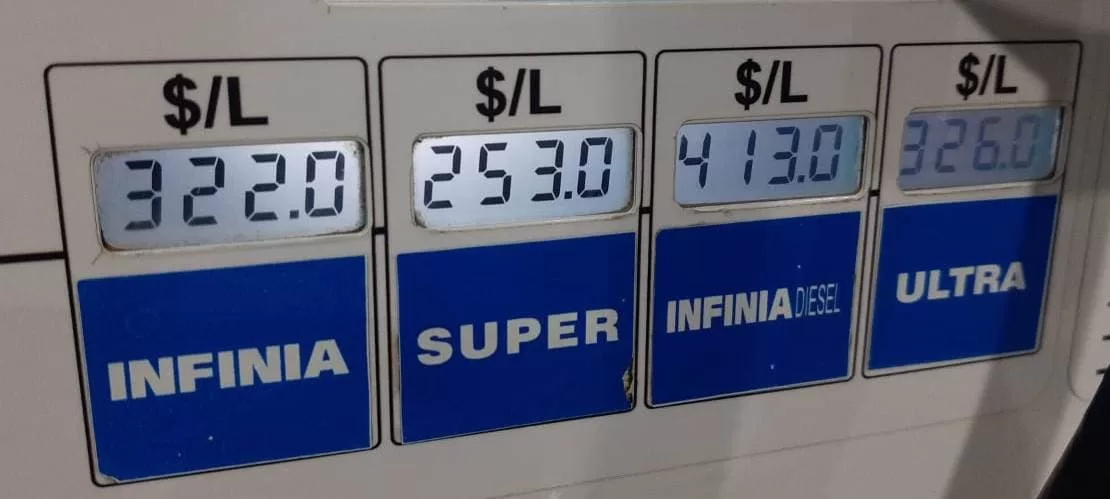 $/L
322.0
INFINIA
$/L
253.0
SUPER
$/L
413.0
INFINIA DIESEL
$/L
326.0
ULTRA